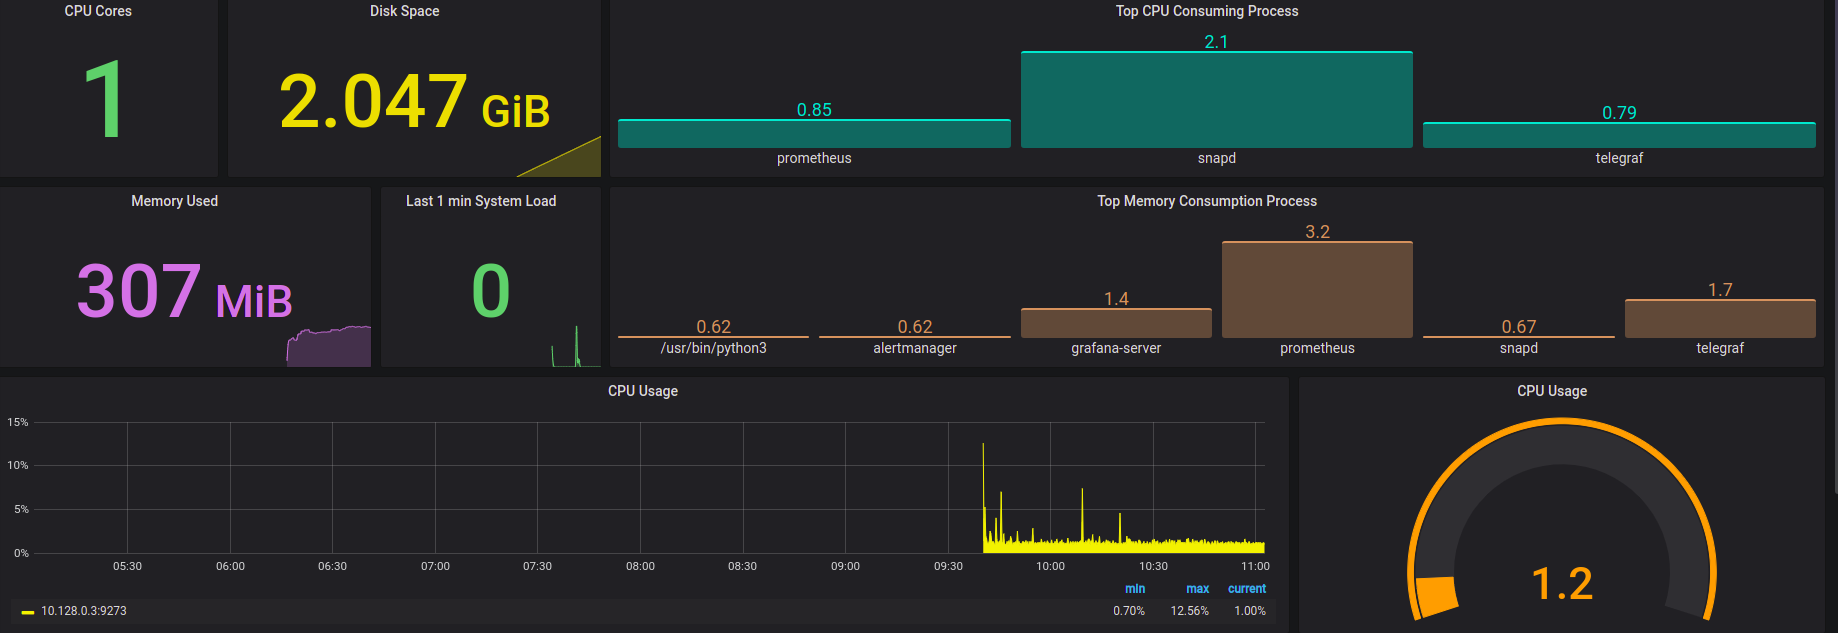 CPU Cores
1
Disk Space
2.047 GiB
Top CPU Consuming Process
0.85
2.1
0.79
prometheus
snapd
telegraf
Memory Used
307 MiB
Last 1 min System Load
0
Top Memory Consumption Process
0.62
0.62
1.4
3.2
0.67
1.7
/usr/bin/python3
alertmanager
grafana-server
prometheus
snapd
telegraf
CPU Usage
15%
10%
5%
0%
05:30 06:00 06:30 07:00 07:30 08:00 08:30 09:00 09:30 10:00 10:30 11:00
min max current
10.128.0.3:9273 0.70% 12.56% 1.00%
CPU Usage
1.2